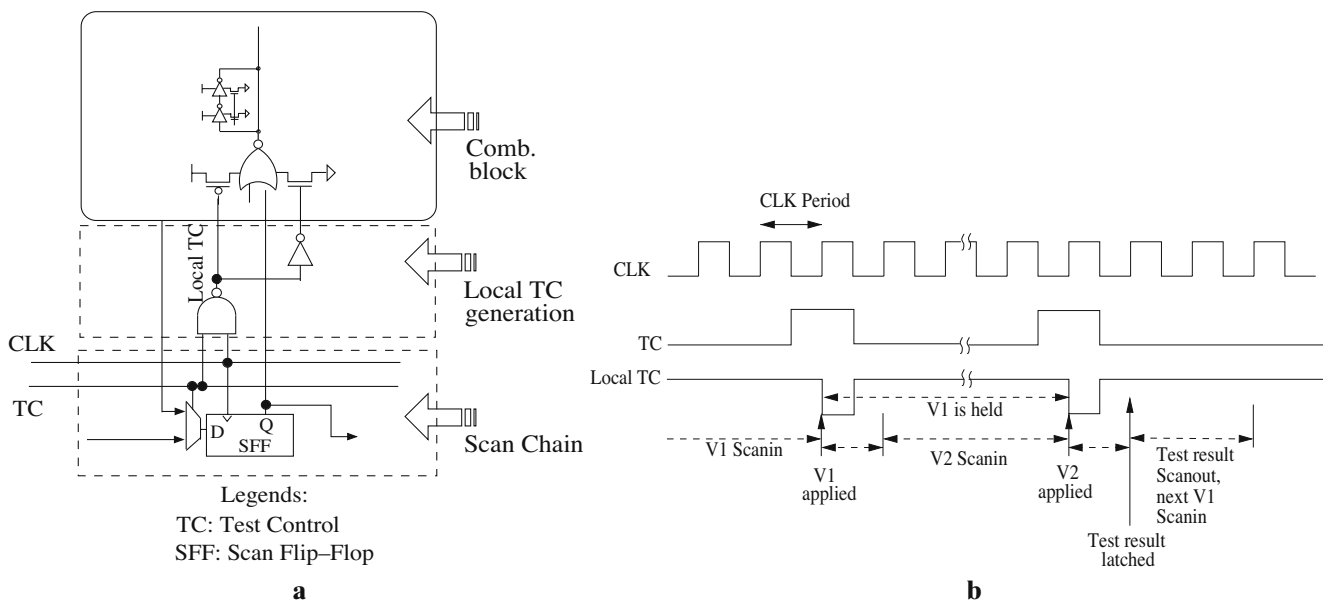 Comb.
block
Local TC
Local TC
generation
CLK
TC
D
Q
SFF
Scan Chain
Legends:
TC: Test Control
SFF: Scan Flip–Flop
a
CLK Period
CLK
TC
Local TC
V1 is held
V1 Scanin
V2 Scanin
V1
applied
V2
applied
Test result
Scanout,
next V1
Scanin
Test result
latched
b